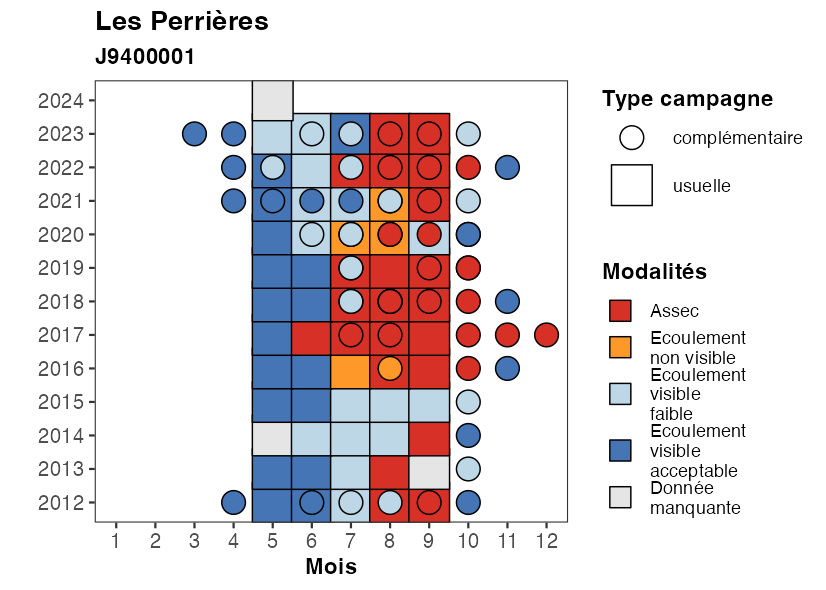 Les Perrières
J9400001
2024
2023
2022
2021
2020
2019
2018
2017
2016
2015
2014
2013
2012
1 2 3 4 5 6 7 8 9 10 11 12
Mois
Type campagne
complémentaire
usuelle
Modalités
Assec
Ecoulement
non visible
Ecoulement
visible
faible
Ecoulement
visible
acceptable
Donnée
manquante